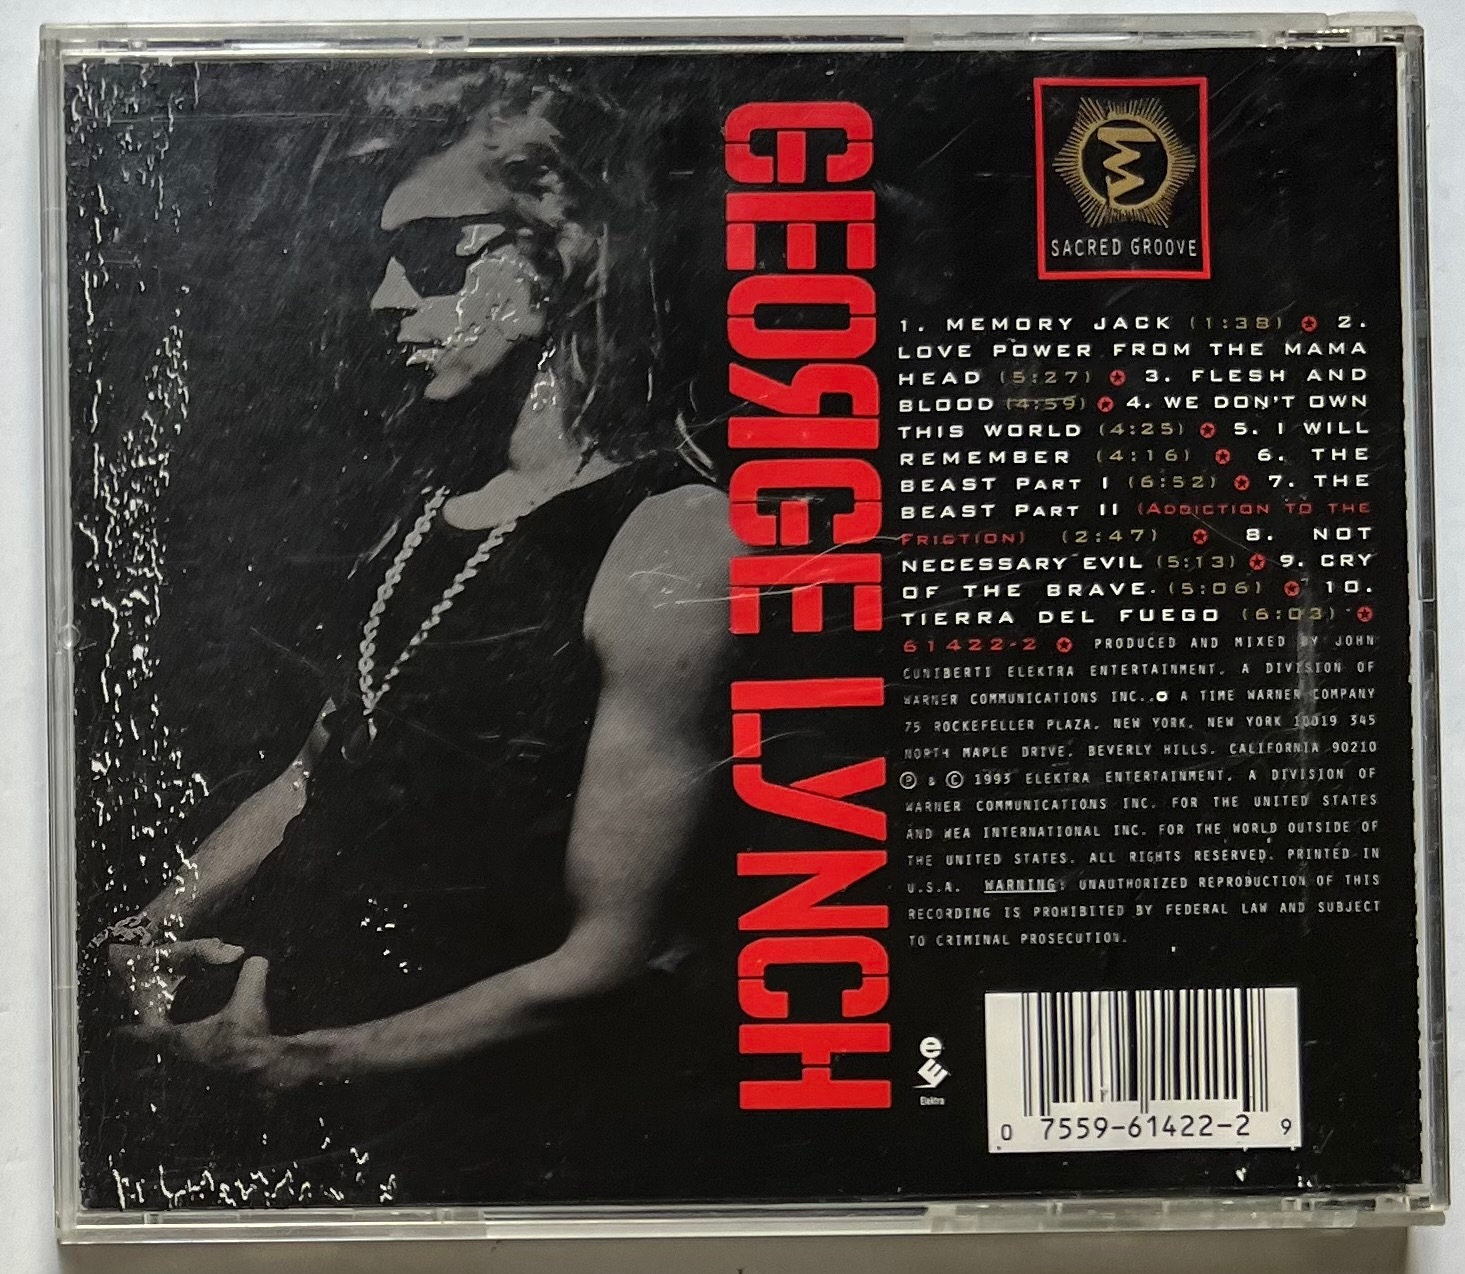 GEORGE LYNCH
SACRED GROOVE
1. MEMORY JACK (1:38) ✪ 2.
LOVE POWER FROM THE MAMA
HEAD (5:27) ✪ 3. FLESH AND
BLOOD (4:59) ✪ 4. WE DON'T OWN
THIS WORLD (4:25) ✪ 5. I WILL
REMEMBER (4:16) ✪ 6. THE
BEAST PART I (6:52) ✪ 7. THE
BEAST PART II (ADDICTION TO THE
FRICTION) (2:47) ✪ 8. NOT
NECESSARY EVIL (5:13) ✪ 9. CRY
OF THE BRAVE (5:06) ✪ 10.
TIERRA DEL FUEGO (6:03) ✪
61422-2 ✪ PRODUCED AND MIXED BY JOHN
CUNIBERTI ELEKTRA ENTERTAINMENT, A DIVISION OF
WARNER COMMUNICATIONS INC., A TIME WARNER COMPANY
75 ROCKEFELLER PLAZA, NEW YORK, NEW YORK 10019 345
NORTH MAPLE DRIVE, BEVERLY HILLS, CALIFORNIA 90210
℗ & © 1993 ELEKTRA ENTERTAINMENT, A DIVISION OF
WARNER COMMUNICATIONS INC. FOR THE UNITED STATES
AND WEA INTERNATIONAL INC. FOR THE WORLD OUTSIDE OF
THE UNITED STATES. ALL RIGHTS RESERVED. PRINTED IN
U.S.A. WARNING: UNAUTHORIZED REPRODUCTION OF THIS
RECORDING IS PROHIBITED BY FEDERAL LAW AND SUBJECT
TO CRIMINAL PROSECUTION.
Elektra
0 7559-61422-2 9